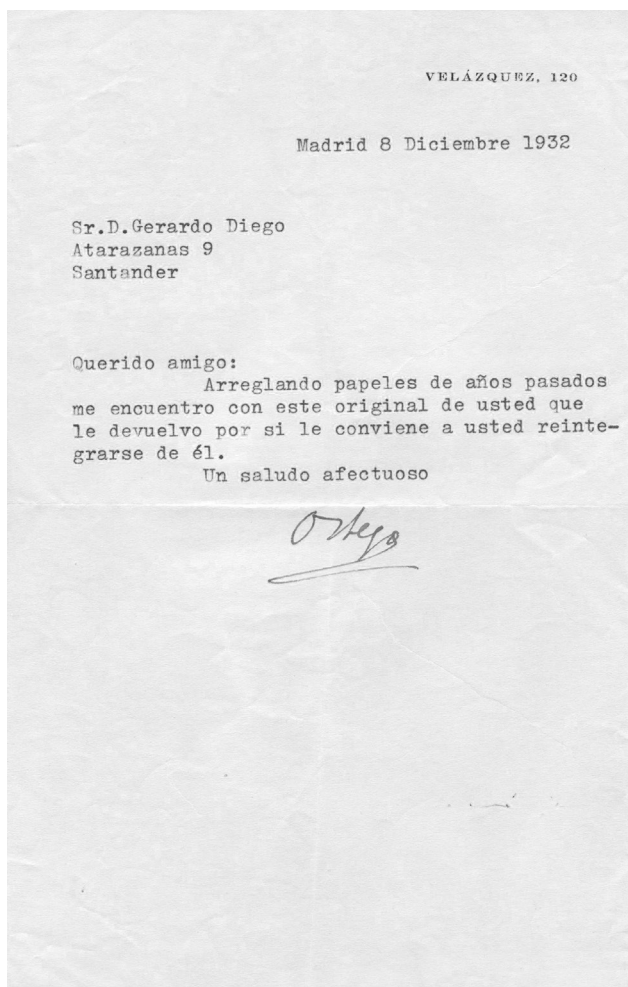 VELÁZQUEZ, 120
Madrid 8 Diciembre 1932
Sr.D.Gerardo Diego
Atarazanas 9
Santander
Querido amigo:
Arreglando papeles de años pasados
me encuentro con este original de usted que
le devuelvo por si le conviene a usted reinte-
grarse de él.
Un saludo afectuoso
Ortega